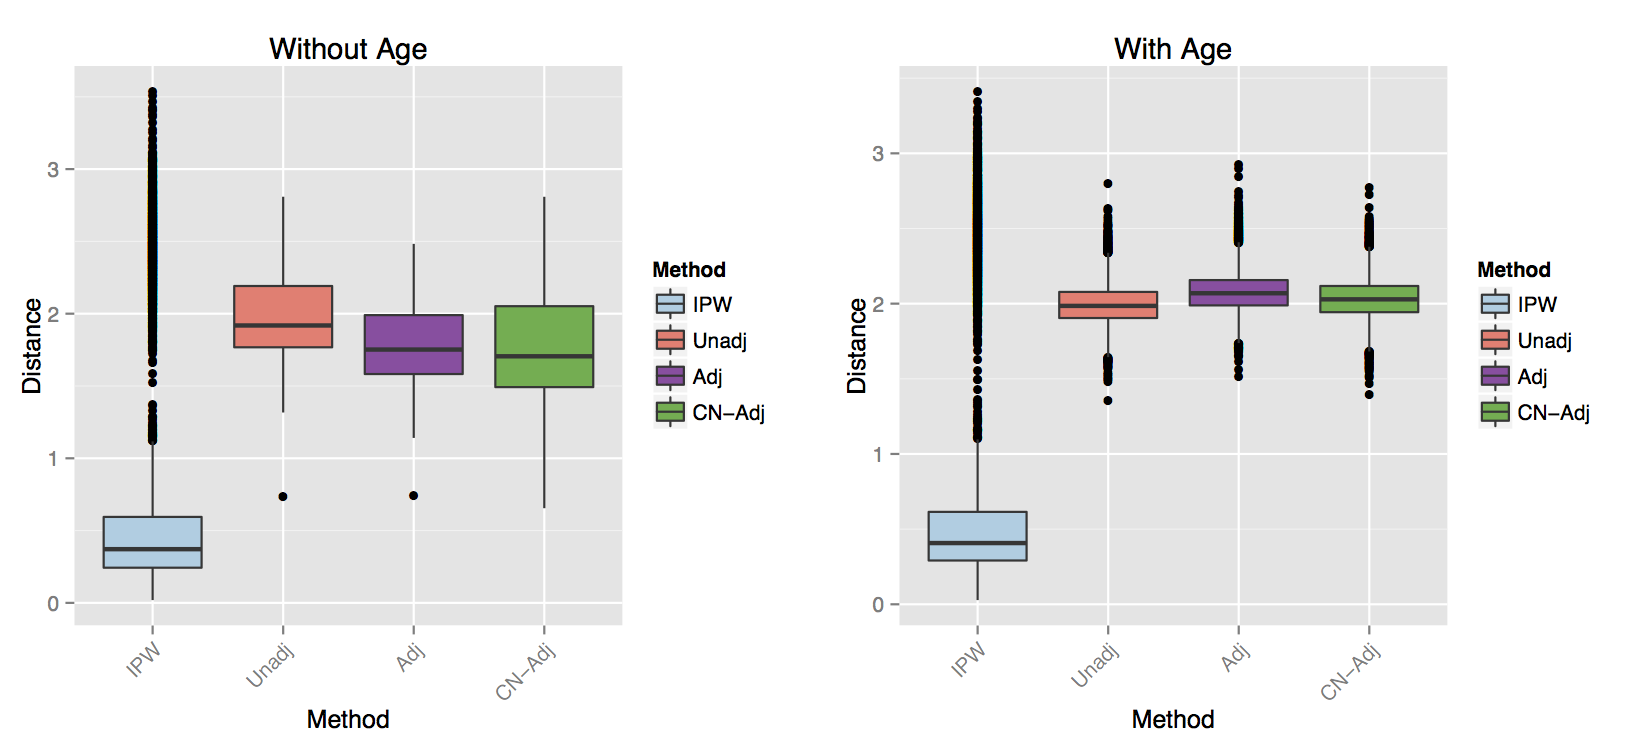 Without Age
3
2
1
0
Distance
IPW
Unadj
Adj
CN-Adj
Method
Method
IPW
Unadj
Adj
CN-Adj
With Age
3
2
1
0
Distance
IPW
Unadj
Adj
CN-Adj
Method
Method
IPW
Unadj
Adj
CN-Adj